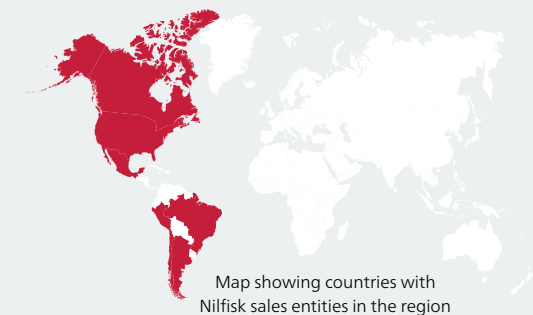 Map showing countries with
Nilfisk sales entities in the region